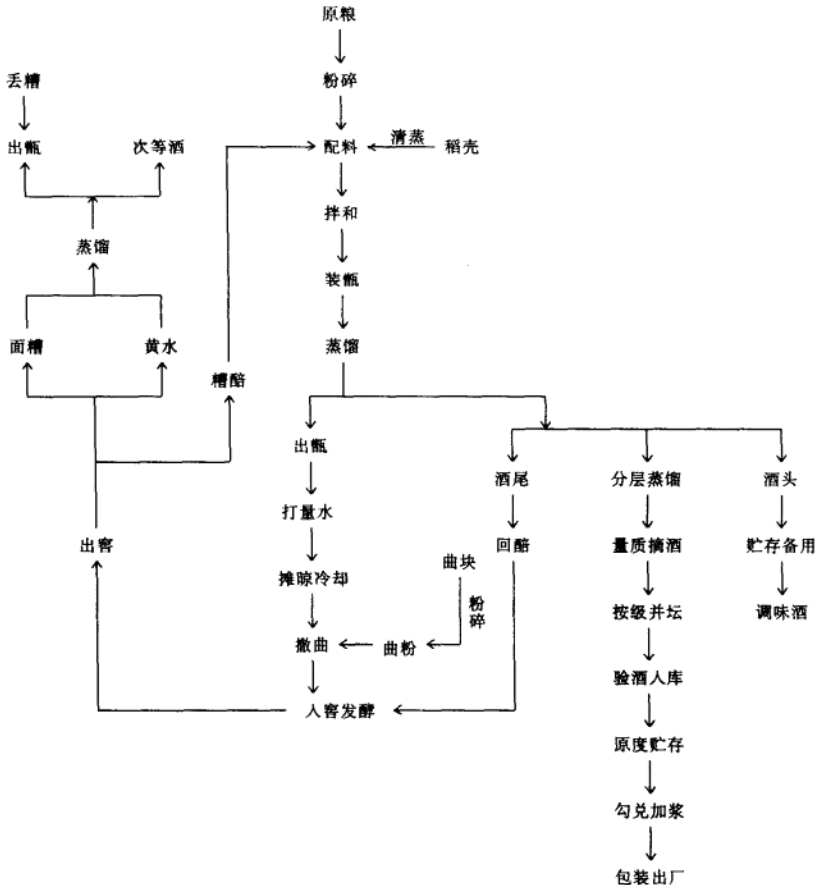 原粮
丢糟
粉碎
出甑
次等酒
配料
清蒸
稻壳
拌和
蒸馏
装甑
面糟
黄水
蒸馏
糟醅
出甑
酒尾
分层蒸馏
酒头
打量水
出窖
回醅
量质摘酒
贮存备用
曲块
摊晾冷却
粉碎
按级并坛
调味酒
撒曲
曲粉
验酒入库
入窖发酵
原度贮存
勾兑加浆
包装出厂